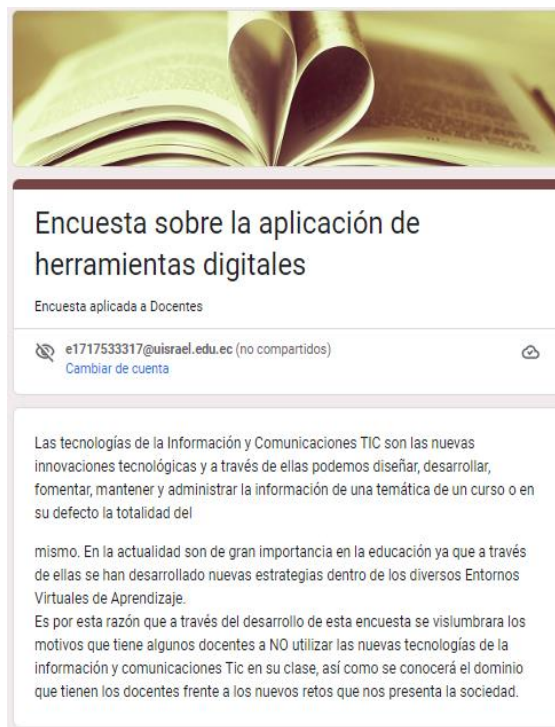 Encuesta sobre la aplicación de
herramientas digitales
Encuesta aplicada a Docentes
e1717533317@uisrael.edu.ec (no compartidos)
Cambiar de cuenta
Las tecnologías de la Información y Comunicaciones TIC son las nuevas
innovaciones tecnológicas y a través de ellas podemos diseñar, desarrollar,
fomentar, mantener y administrar la información de una temática de un curso o en
su defecto la totalidad del
mismo. En la actualidad son de gran importancia en la educación ya que a través
de ellas se han desarrollado nuevas estrategias dentro de los diversos Entornos
Virtuales de Aprendizaje.
Es por esta razón que a través del desarrollo de esta encuesta se vislumbrara los
motivos que tiene algunos docentes a NO utilizar las nuevas tecnologías de la
información y comunicaciones Tic en su clase, así como se conocerá el dominio
que tienen los docentes frente a los nuevos retos que nos presenta la sociedad.